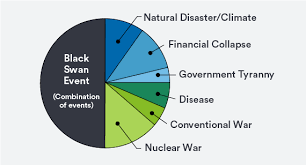 Black
Swan
Event
(Combination
of events)
Natural Disaster/Climate
Financial Collapse
Government Tyranny
Disease
Conventional War
Nuclear War